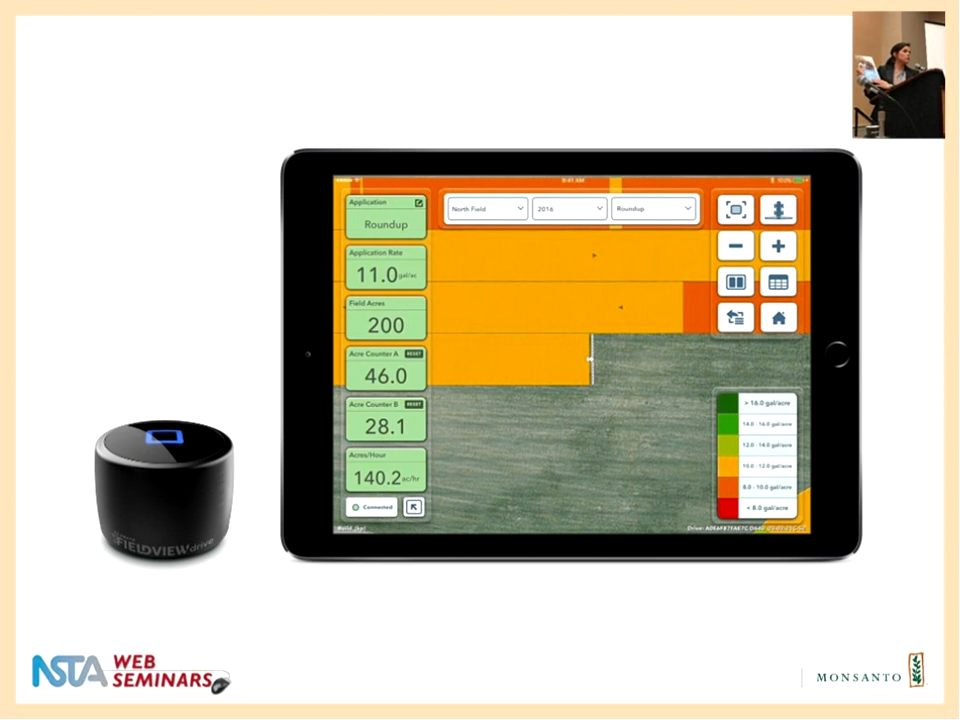 9:41 AM
Application
Roundup
Application Rate
11.0 gal/ac
Field Acres
200
Acre Counter A RESET
46.0
Acre Counter B RESET
28.1
Acres/Hour
140.2 ac/hr
Connected
North Field 2016 Roundup
> 16.0 gal/acre
14.0 - 16.0 gal/acre
12.0 - 14.0 gal/acre
10.0 - 12.0 gal/acre
8.0 - 10.0 gal/acre
< 8.0 gal/acre
FIELDVIEW drive
NSTA WEB
SEMINARS
MONSANTO